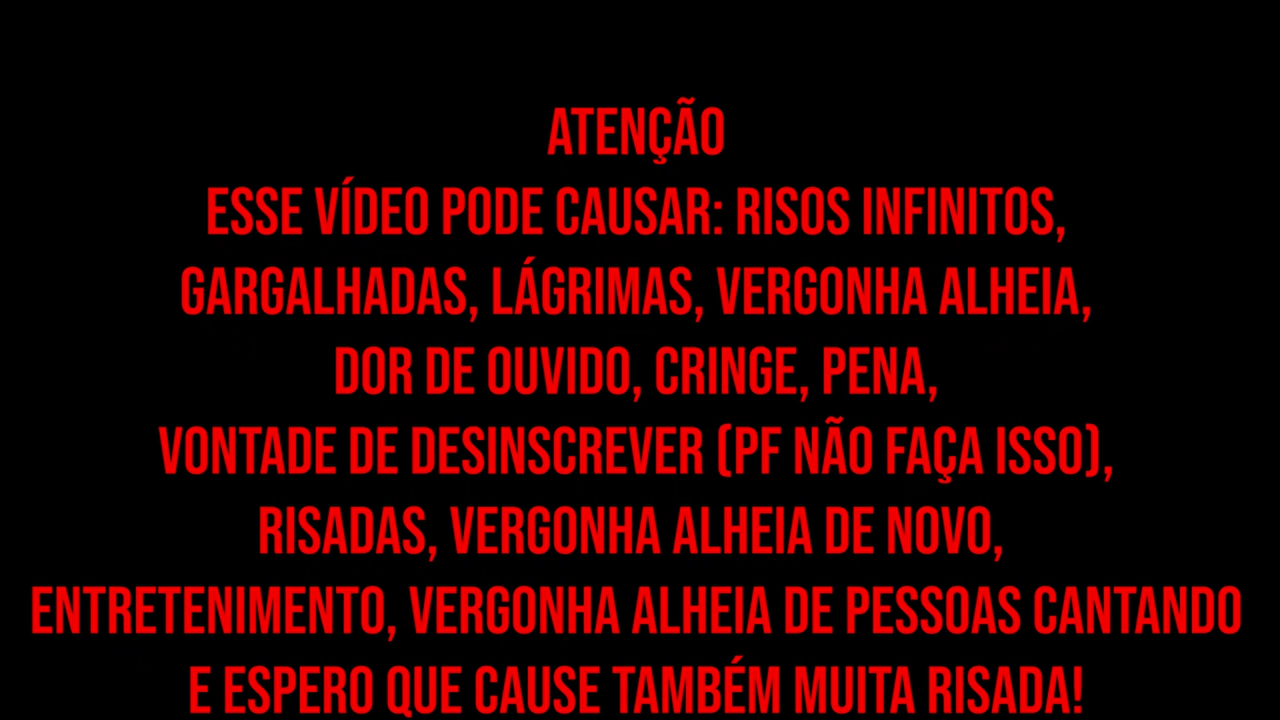 ATENÇÃO
ESSE VÍDEO PODE CAUSAR: RISOS INFINITOS,
GARGALHADAS, LÁGRIMAS, VERGONHA ALHEIA,
DOR DE OUVIDO, CRINGE, PENA,
VONTADE DE DESINSCREVER (PF NÃO FAÇA ISSO),
RISADAS, VERGONHA ALHEIA DE NOVO,
ENTRETENIMENTO, VERGONHA ALHEIA DE PESSOAS CANTANDO
E ESPERO QUE CAUSE TAMBÉM MUITA RISADA!